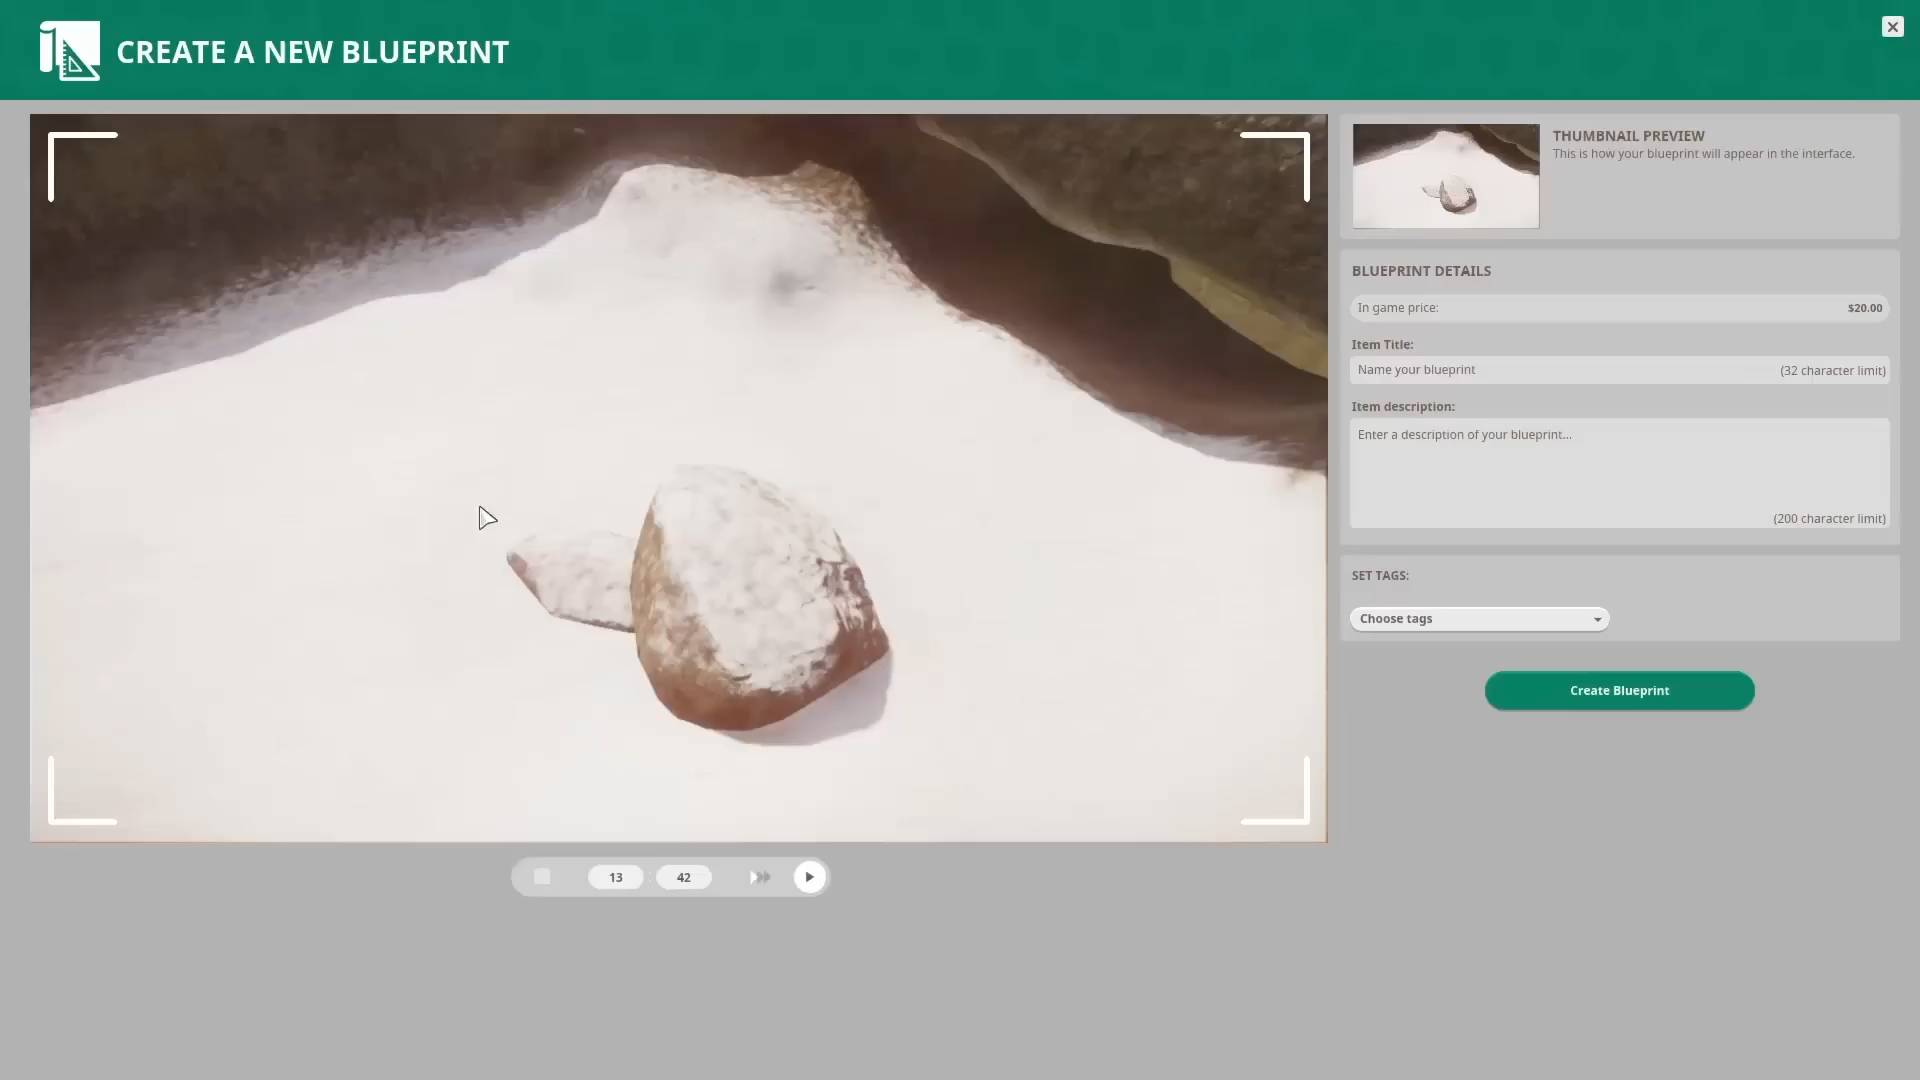 CREATE A NEW BLUEPRINT
THUMBNAIL PREVIEW
This is how your blueprint will appear in the interface.
BLUEPRINT DETAILS
In game price: $20.00
Item Title:
Name your blueprint (32 character limit)
Item description:
Enter a description of your blueprint...
(200 character limit)
SET TAGS:
Choose tags
Create Blueprint
13 : 42